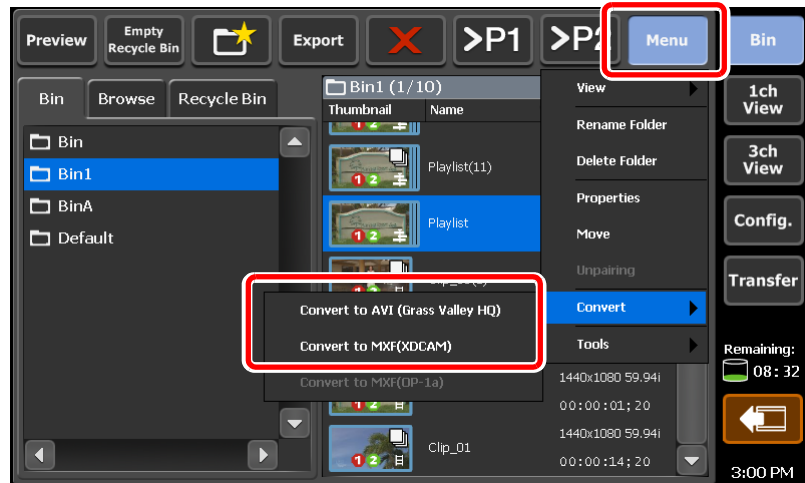 Preview
Empty
Recycle Bin
Export
>P1
>P2
Menu
Bin
Bin
Browse
Recycle Bin
Bin
Bin1
BinA
Default
Bin1 (1/10)
Thumbnail
Name
Playlist(11)
Playlist
Clip_01
View
Rename Folder
Delete Folder
Properties
Move
Unpairing
Convert
Tools
Convert to AVI (Grass Valley HQ)
Convert to MXF(XDCAM)
Convert to MXF(OP-1a)
1440x1080 59.94i
00:00:01;20
1440x1080 59.94i
00:00:14;20
1ch
View
3ch
View
Config.
Transfer
Remaining:
08:32
3:00 PM